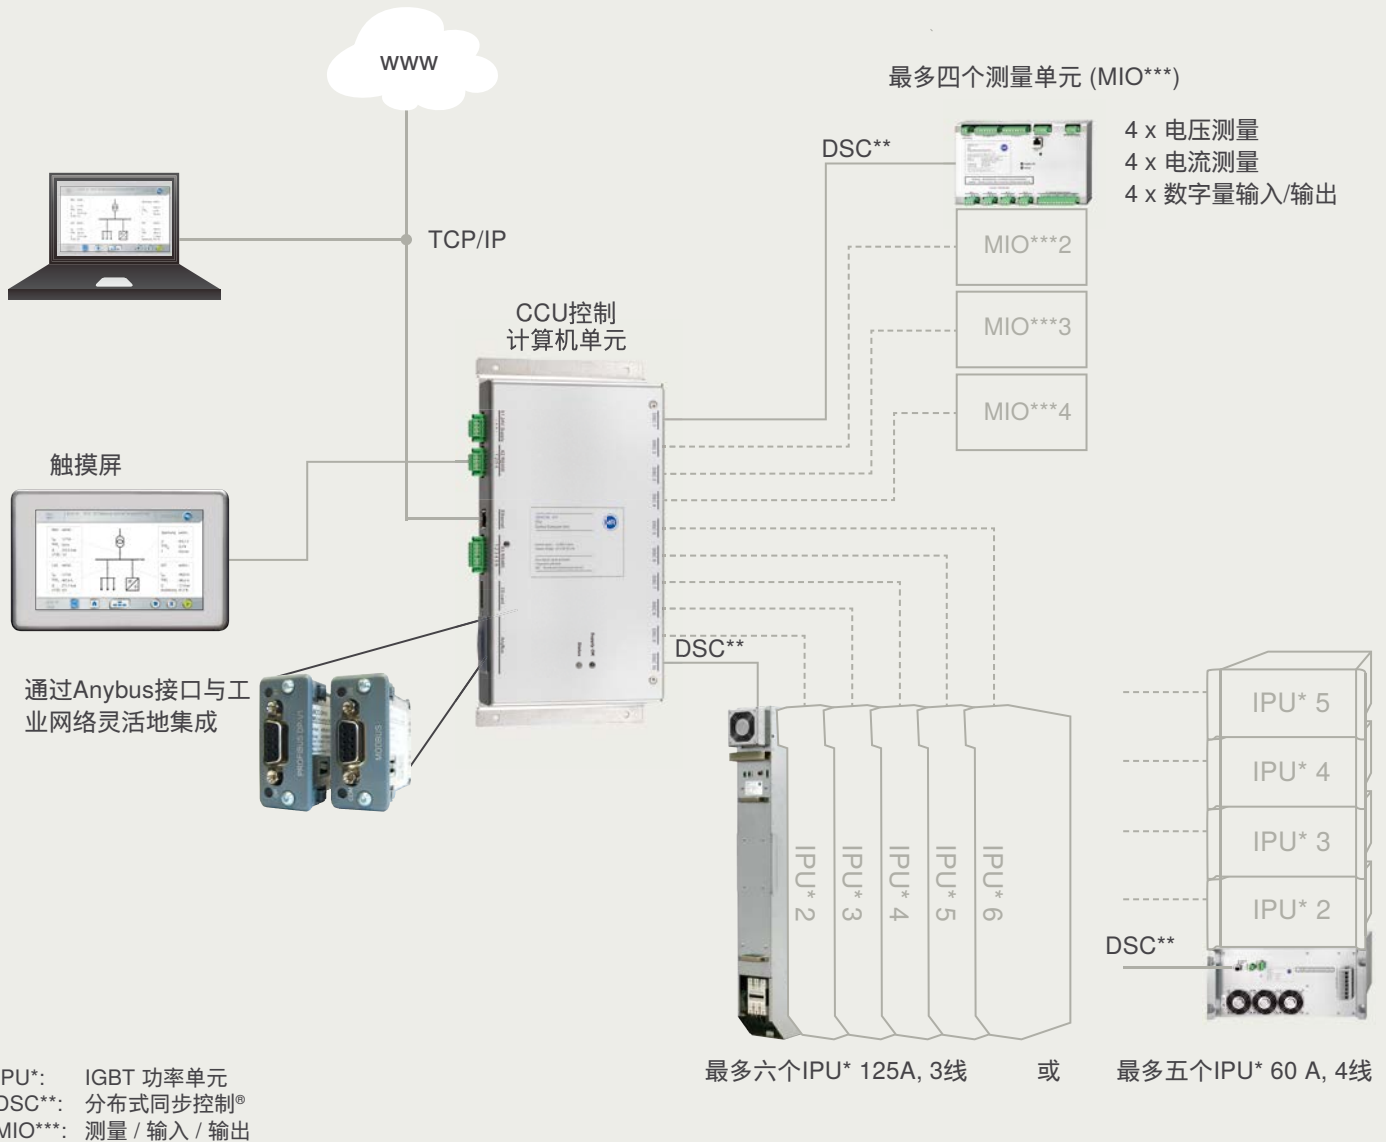 www
最多四个测量单元 (MIO***)
4 x 电压测量
4 x 电流测量
4 x 数字量输入/输出
DSC**
MIO***2
MIO***3
MIO***4
TCP/IP
CCU控制
计算机单元
触摸屏
通过Anybus接口与工
业网络灵活地集成
PROFIBUS DP-V1
MODBUS
DSC**
IPU* 2
IPU* 3
IPU* 4
IPU* 5
IPU* 6
IPU* 5
IPU* 4
IPU* 3
IPU* 2
DSC**
最多六个IPU* 125A, 3线
或
最多五个IPU* 60 A, 4线
PU*: IGBT 功率单元
DSC**: 分布式同步控制®
MIO***: 测量 / 输入 / 输出